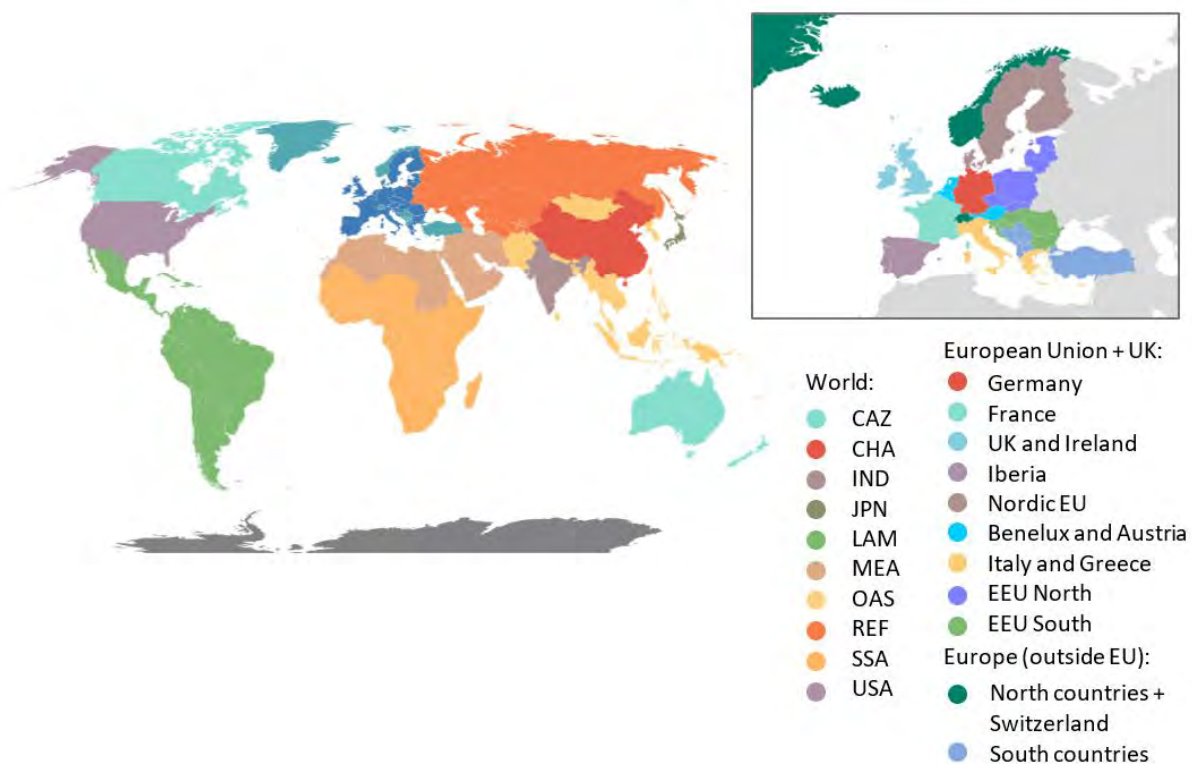 World:
CAZ
CHA
IND
JPN
LAM
MEA
OAS
REF
SSA
USA
European Union + UK:
Germany
France
UK and Ireland
Iberia
Nordic EU
Benelux and Austria
Italy and Greece
EEU North
EEU South
Europe (outside EU):
North countries +
Switzerland
South countries